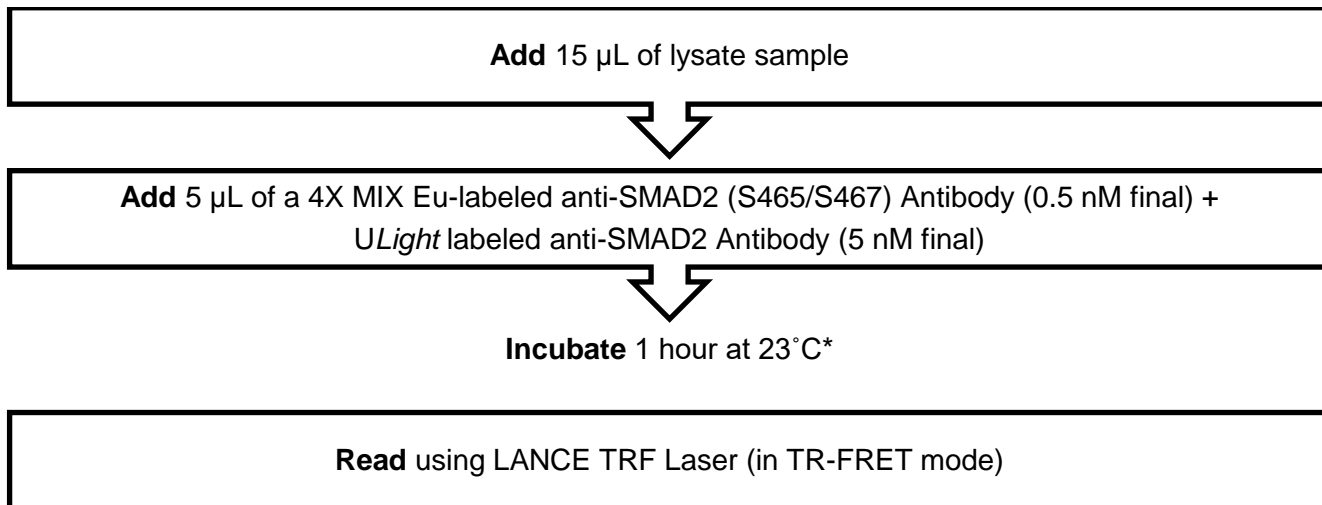 Add 15 µL of lysate sample
Add 5 µL of a 4X MIX Eu-labeled anti-SMAD2 (S465/S467) Antibody (0.5 nM final) +
ULight labeled anti-SMAD2 Antibody (5 nM final)
Incubate 1 hour at 23˚C*
Read using LANCE TRF Laser (in TR-FRET mode)